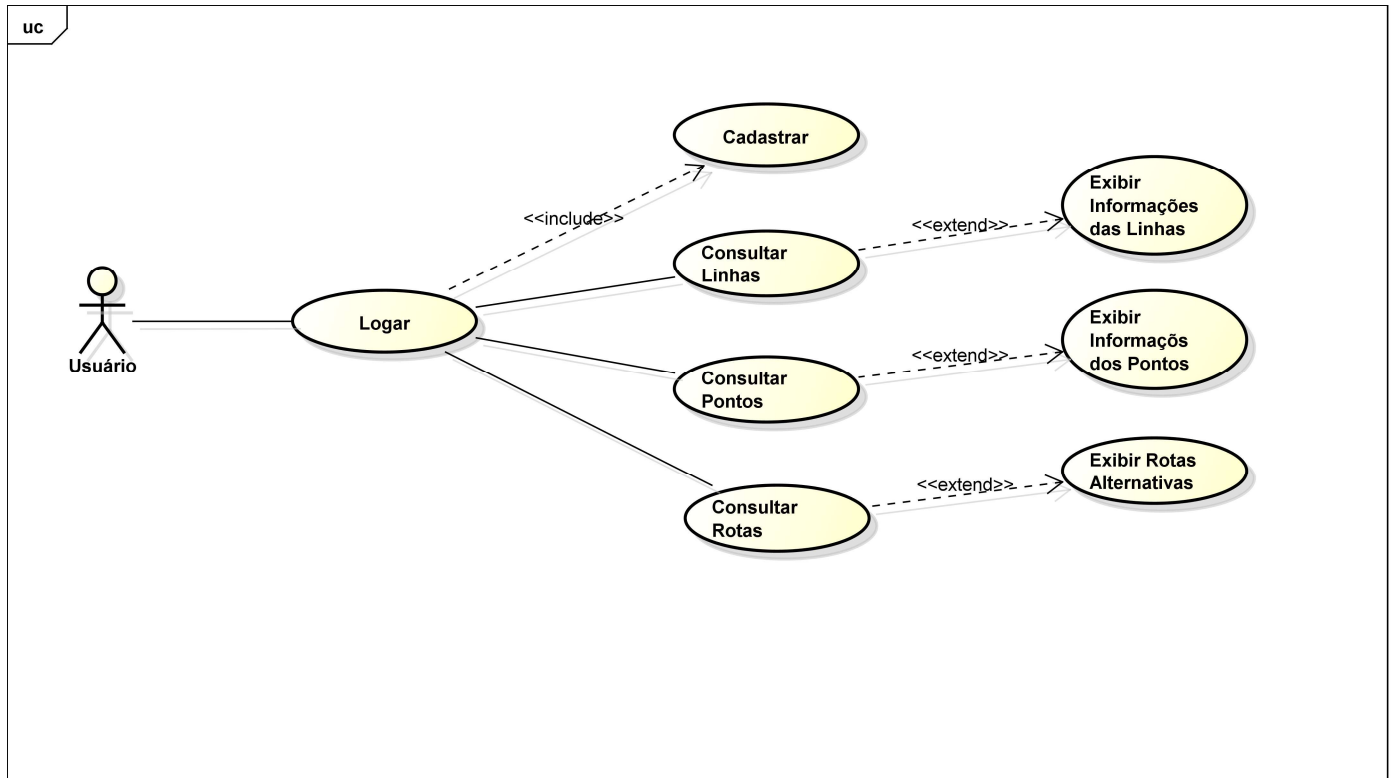 uc
Cadastrar
<<include>>
Exibir
Informações
das Linhas
<<extend>>
Consultar
Linhas
Usuário
Logar
Exibir
Informaçõs
dos Pontos
<<extend>>
Consultar
Pontos
Exibir Rotas
Alternativas
<<extend>>
Consultar
Rotas